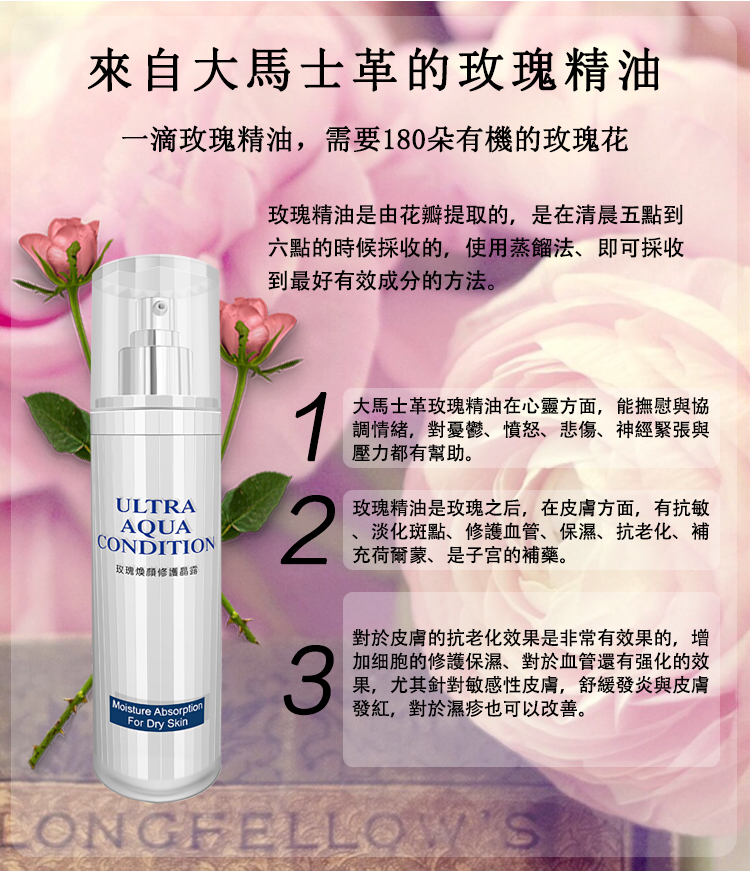 來自大馬士革的玫瑰精油
一滴玫瑰精油，需要180朵有機的玫瑰花
玫瑰精油是由花瓣提取的，是在清晨五點到
六點的時候採收的，使用蒸餾法、即可採收
到最好有效成分的方法。
1
大馬士革玫瑰精油在心靈方面，能撫慰與協
調情緒，對憂鬱、憤怒、悲傷、神經緊張與
壓力都有幫助。
2
玫瑰精油是玫瑰之后，在皮膚方面，有抗敏
、淡化斑點、修護血管、保濕、抗老化、補
充荷爾蒙、是子宮的補藥。
3
對於皮膚的抗老化效果是非常有效果的，增
加细胞的修護保濕、對於血管還有强化的效
果，尤其針對敏感性皮膚，舒緩發炎與皮膚
發紅，對於濕疹也可以改善。
ULTRA
AQUA
CONDITION
玫瑰煥顏修護晶露
Moisture Absorption
For Dry Skin
LONGFELLOW'S